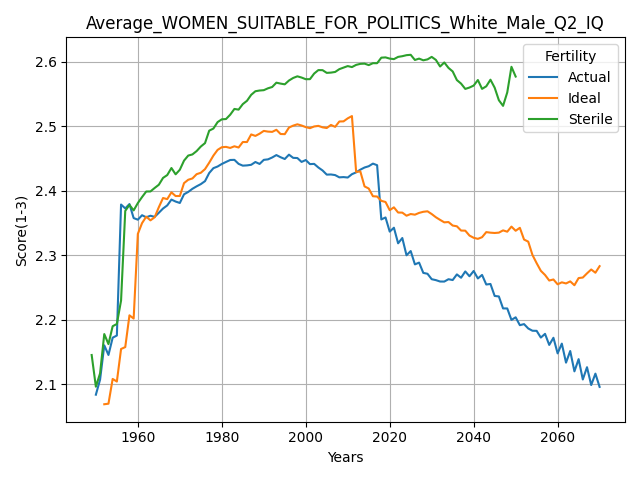 Average_WOMEN_SUITABLE_FOR_POLITICS_White_Male_Q2_IQ
Score(1-3)
2.6
2.5
2.4
2.3
2.2
2.1
Fertility
Actual
Ideal
Sterile
1960 1980 2000 2020 2040 2060
Years